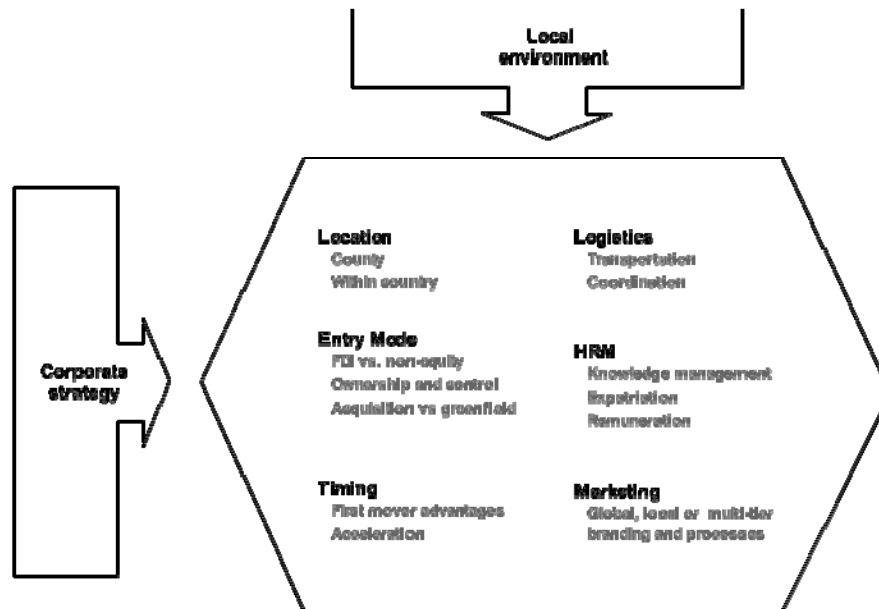 Local
environment
Corporate
strategy
Location
County
Within country
Entry Mode
FDI vs. non-equity
Ownership and control
Acquisition vs greenfield
Timing
First mover advantages
Acceleration
Logistics
Transportation
Coordination
HRM
Knowledge management
Expatriation
Remuneration
Marketing
Global, local or multi-tier
branding and processes